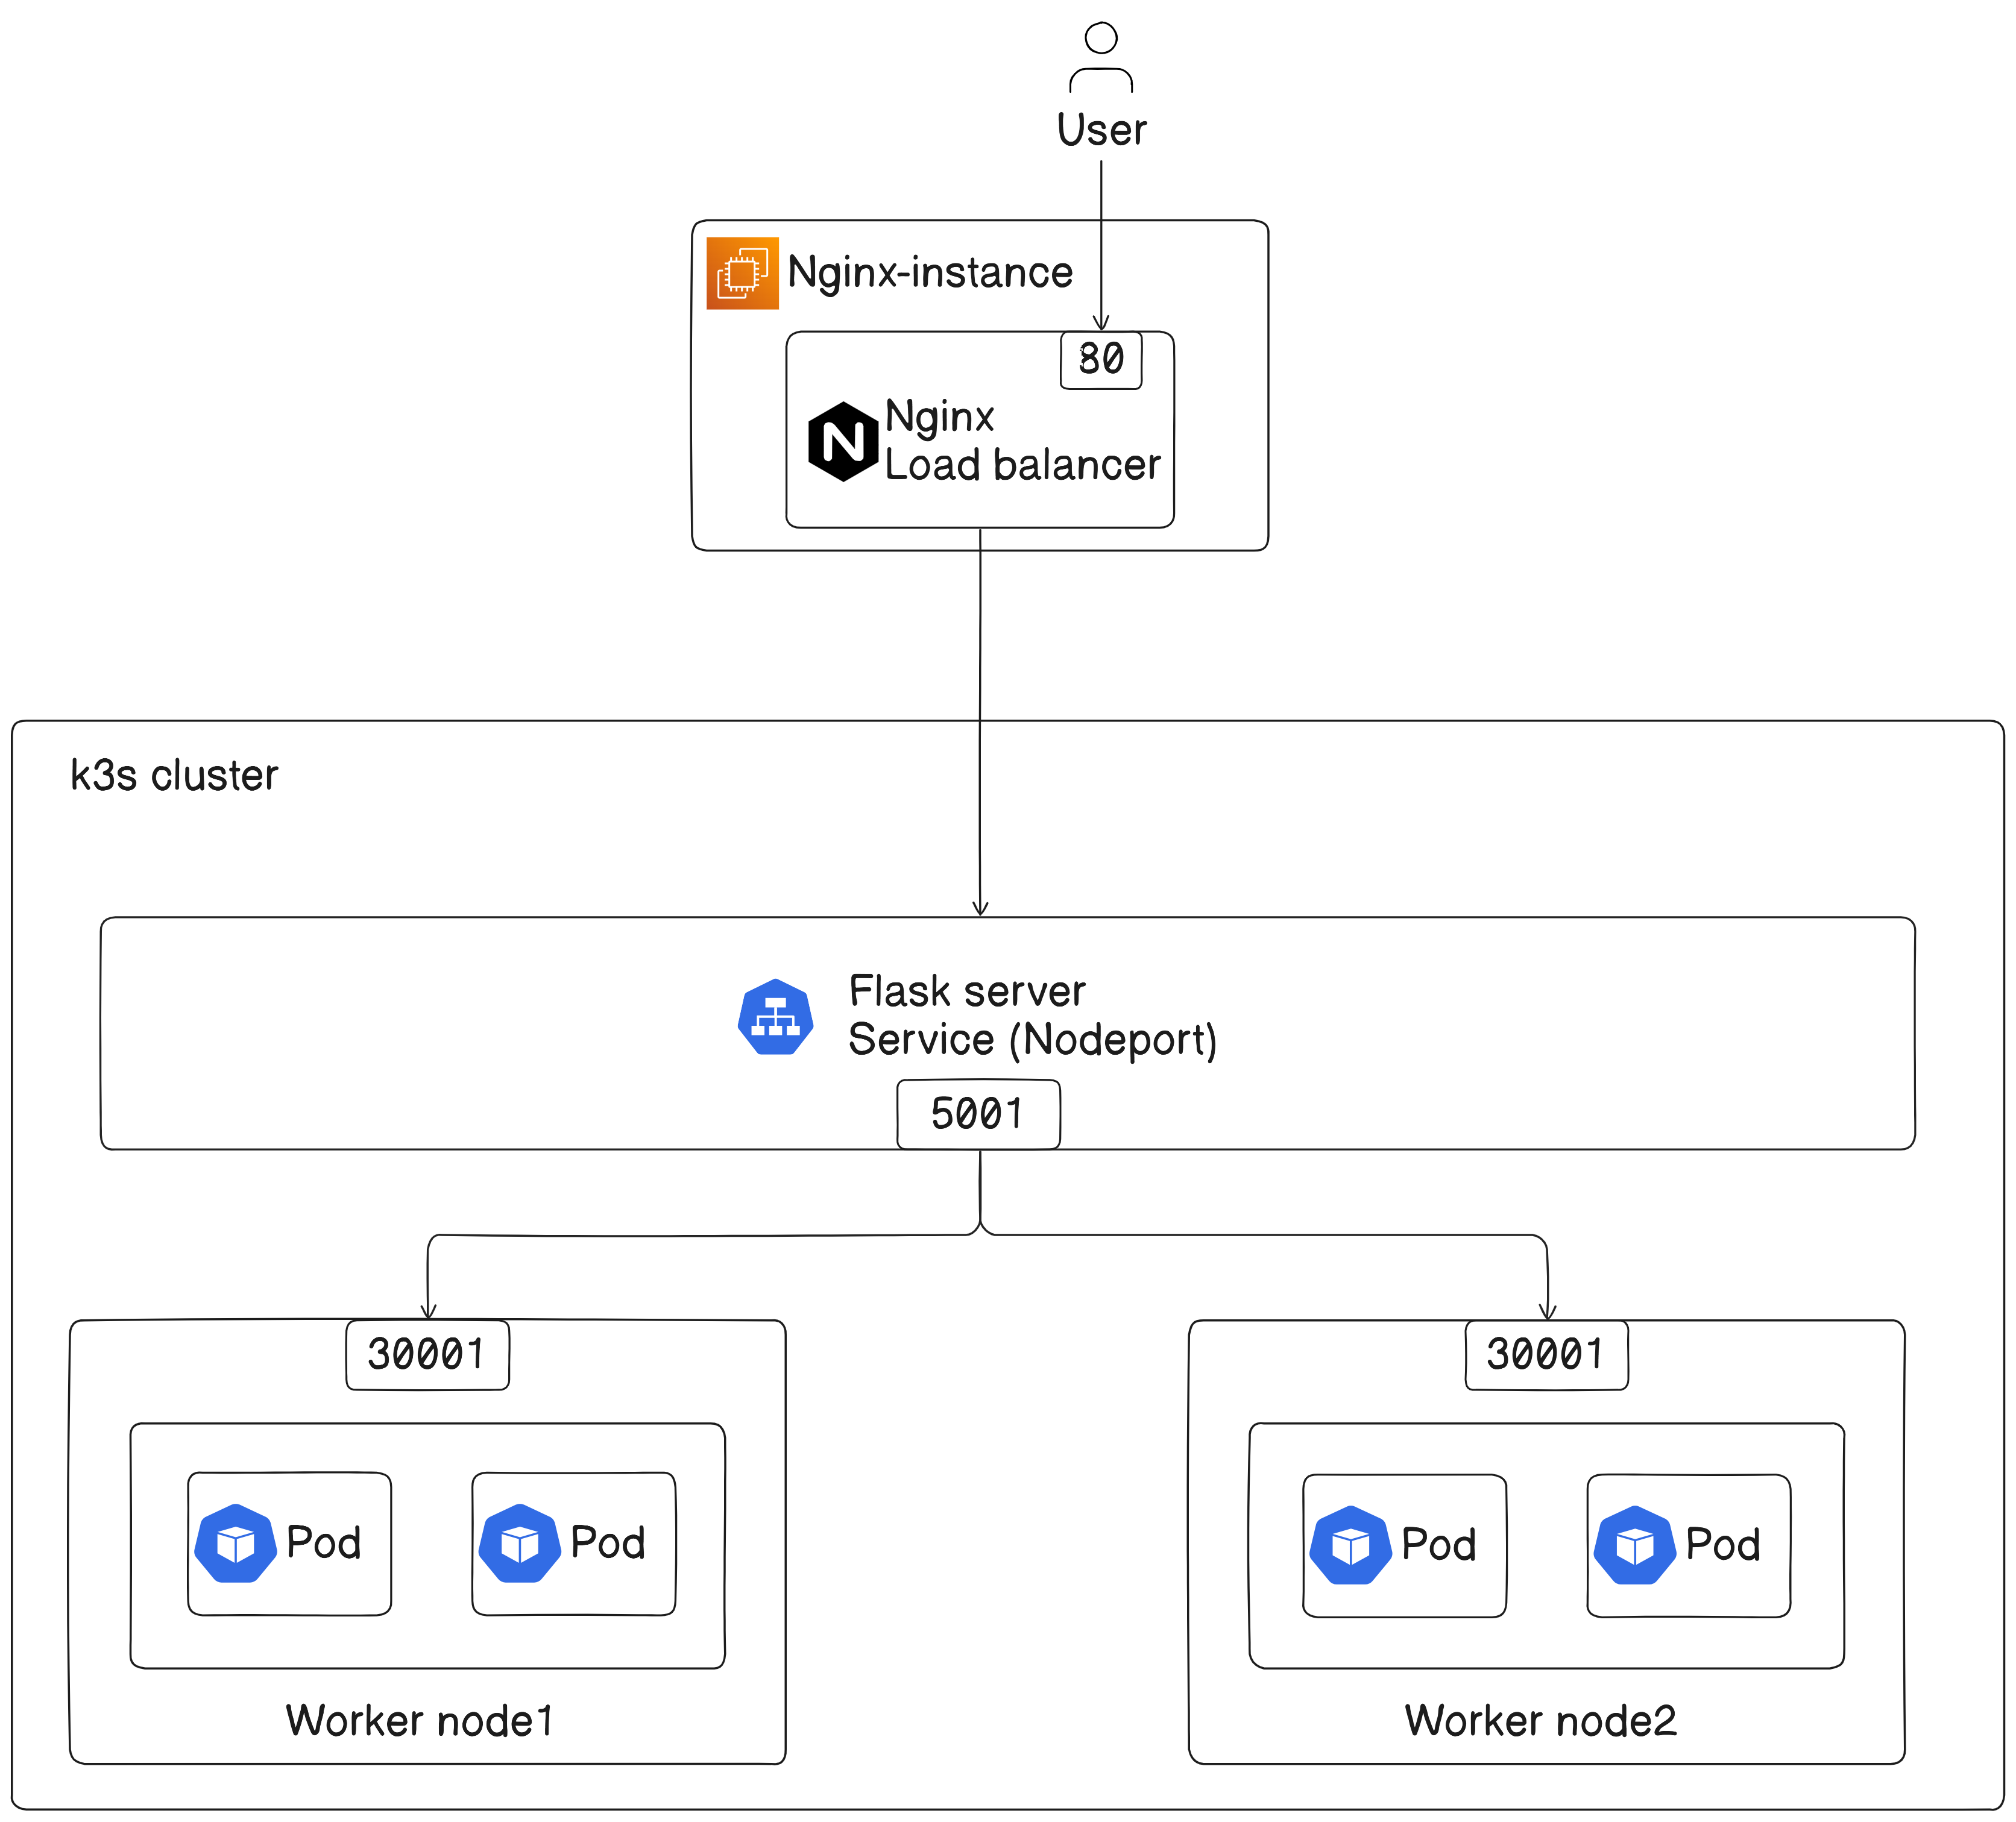 User
Nginx-instance
80
N
Nginx
Load balancer
k3s cluster
Flask server
Service (Nodeport)
5001
30001
30001
Pod
Pod
Pod
Pod
Worker node1
Worker node2